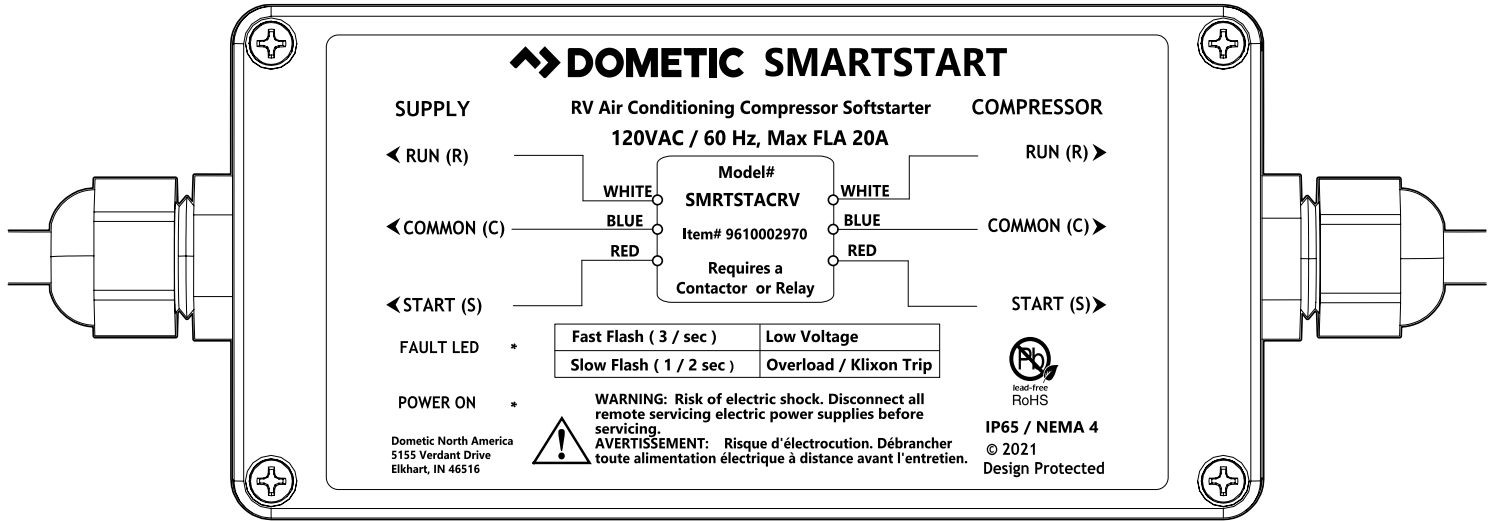 DOMETIC SMARTSTART
RV Air Conditioning Compressor Softstarter
120VAC / 60 Hz, Max FLA 20A
SUPPLY
◄ RUN (R)
◄ COMMON (C)
◄ START (S)
WHITE
BLUE
RED
Model#
SMRTSTACRV
Item# 9610002970
Requires a
Contactor or Relay
WHITE
BLUE
RED
COMPRESSOR
RUN (R) ►
COMMON (C) ►
START (S) ►
FAULT LED *
POWER ON *
Fast Flash ( 3 / sec ) Low Voltage
Slow Flash ( 1 / 2 sec ) Overload / Klixon Trip
WARNING: Risk of electric shock. Disconnect all
remote servicing electric power supplies before
servicing.
AVERTISSEMENT: Risque d'électrocution. Débrancher
toute alimentation électrique à distance avant l'entretien.
!
Dometic North America
5155 Verdant Drive
Elkhart, IN 46516
Pb
lead-free
RoHS
IP65 / NEMA 4
© 2021
Design Protected